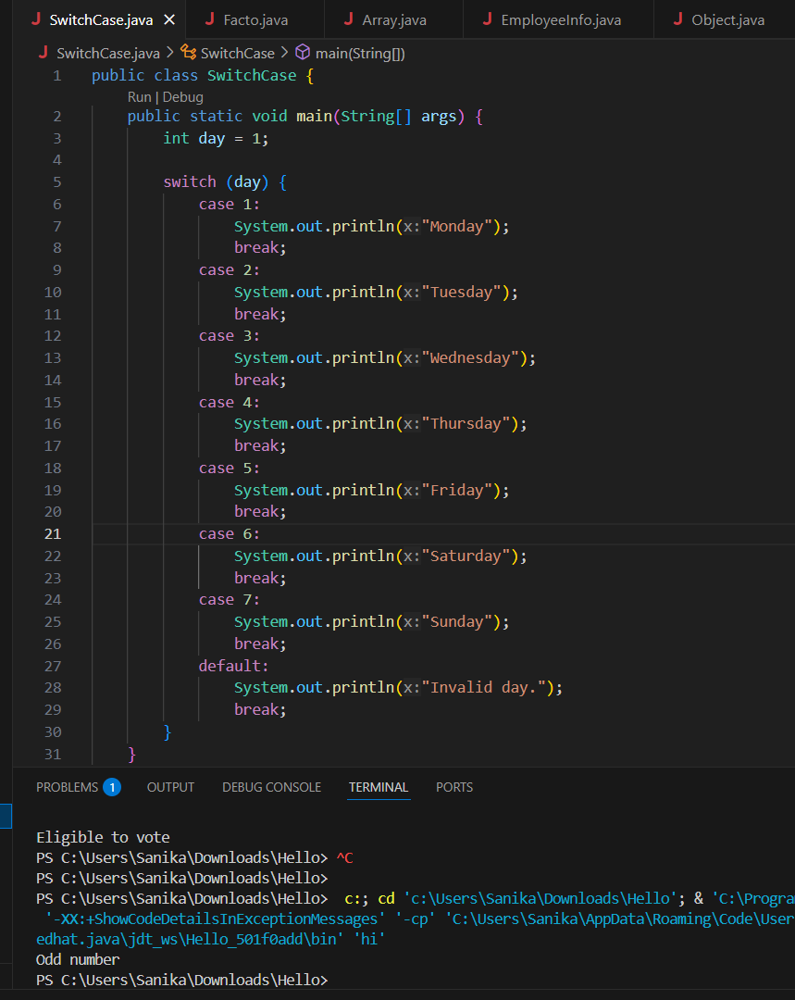 SwitchCase.java Facto.java Array.java EmployeeInfo.java Object.java
SwitchCase.java > SwitchCase > main(String[])
1 public class SwitchCase {
Run | Debug
2 public static void main(String[] args) {
3 int day = 1;
4
5 switch (day) {
6 case 1:
7 System.out.println(x:"Monday");
8 break;
9 case 2:
10 System.out.println(x:"Tuesday");
11 break;
12 case 3:
13 System.out.println(x:"Wednesday");
14 break;
15 case 4:
16 System.out.println(x:"Thursday");
17 break;
18 case 5:
19 System.out.println(x:"Friday");
20 break;
21 case 6:
22 System.out.println(x:"Saturday");
23 break;
24 case 7:
25 System.out.println(x:"Sunday");
26 break;
27 default:
28 System.out.println(x:"Invalid day.");
29 break;
30 }
31 }
PROBLEMS 1 OUTPUT DEBUG CONSOLE TERMINAL PORTS
Eligible to vote
PS C:\Users\Sanika\Downloads\Hello> ^C
PS C:\Users\Sanika\Downloads\Hello>
PS C:\Users\Sanika\Downloads\Hello> c:; cd 'c:\Users\Sanika\Downloads\Hello'; & 'C:\Progra
'-XX:+ShowCodeDetailsInExceptionMessages' '-cp' 'C:\Users\Sanika\AppData\Roaming\Code\User
edhat.java\jdt_ws\Hello_501f0add\bin' 'hi'
Odd number
PS C:\Users\Sanika\Downloads\Hello>